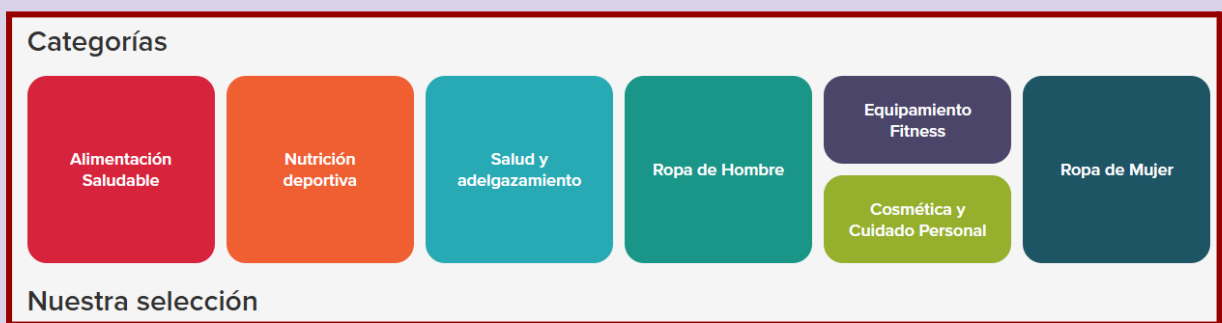 Categorías
Alimentación
Saludable
Nutrición
deportiva
Salud y
adelgazamiento
Ropa de Hombre
Equipamiento
Fitness
Cosmética y
Cuidado Personal
Ropa de Mujer
Nuestra selección